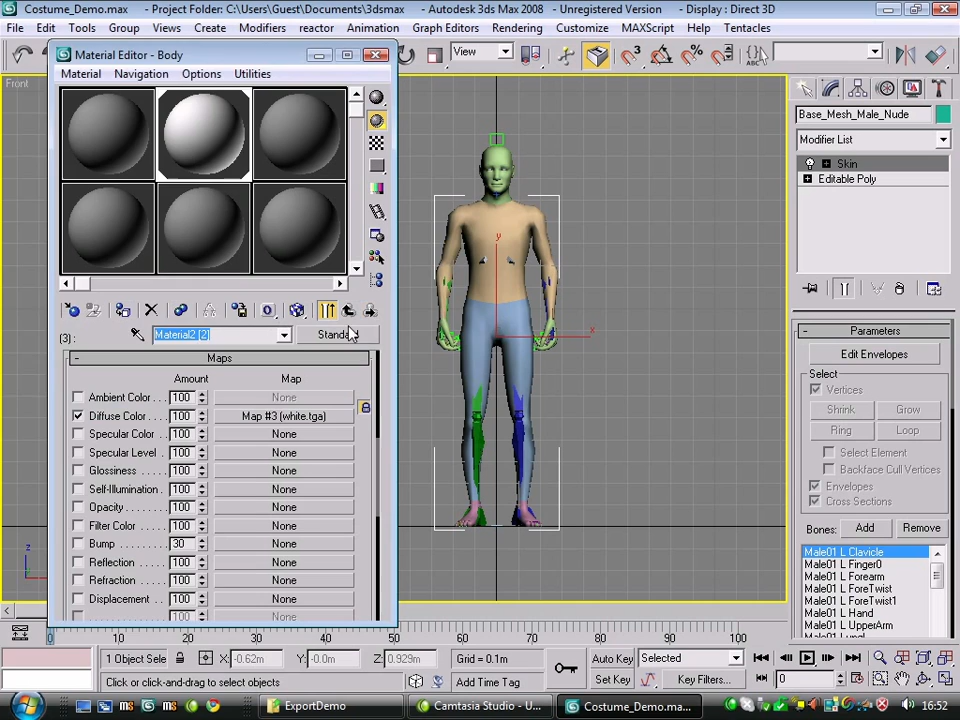 Costume_Demo.max - Project Folder: C:\Users\Guest\Documents\3dsmax - Autodesk 3ds Max 2008 - Unregistered Version - Display : Direct 3D
File Edit Tools Group Views Create Modifiers reactor Animation Graph Editors Rendering Customize MAXScript Help Tentacles
View
Front
Material Editor - Body
Material Navigation Options Utilities
[3]: Material2 [2] Standard
Maps
Amount Map
Ambient Color . . . 100 None
Diffuse Color . . . 100 Map #3 (white.tga)
Specular Color 100 None
Specular Level . 100 None
Glossiness 100 None
Self-Illumination 100 None
Opacity 100 None
Filter Color 100 None
Bump 30 None
Reflection 100 None
Refraction 100 None
Displacement 100 None
100 None
y
x
z
Base_Mesh_Male_Nude
Modifier List
Skin
Editable Poly
Parameters
Edit Envelopes
Select
Vertices
Shrink Grow
Ring Loop
Select Element
Backface Cull Vertices
Envelopes
Cross Sections
Bones: Add Remove
Male01 L Clavicle
Male01 L Finger0
Male01 L Forearm
Male01 L ForeTwist
Male01 L ForeTwist1
Male01 L Hand
Male01 L UpperArm
0 10 20 30 40 50 60 70 80 90 100
1 Object Sele X: -0.62m Y: -0.0m Z: 0.929m Grid = 0.1m Auto Key Selected
Click or click-and-drag to select objects Add Time Tag Set Key Key Filters... 0
ExportDemo Camtasia Studio - U... Costume_Demo.ma... 16:52